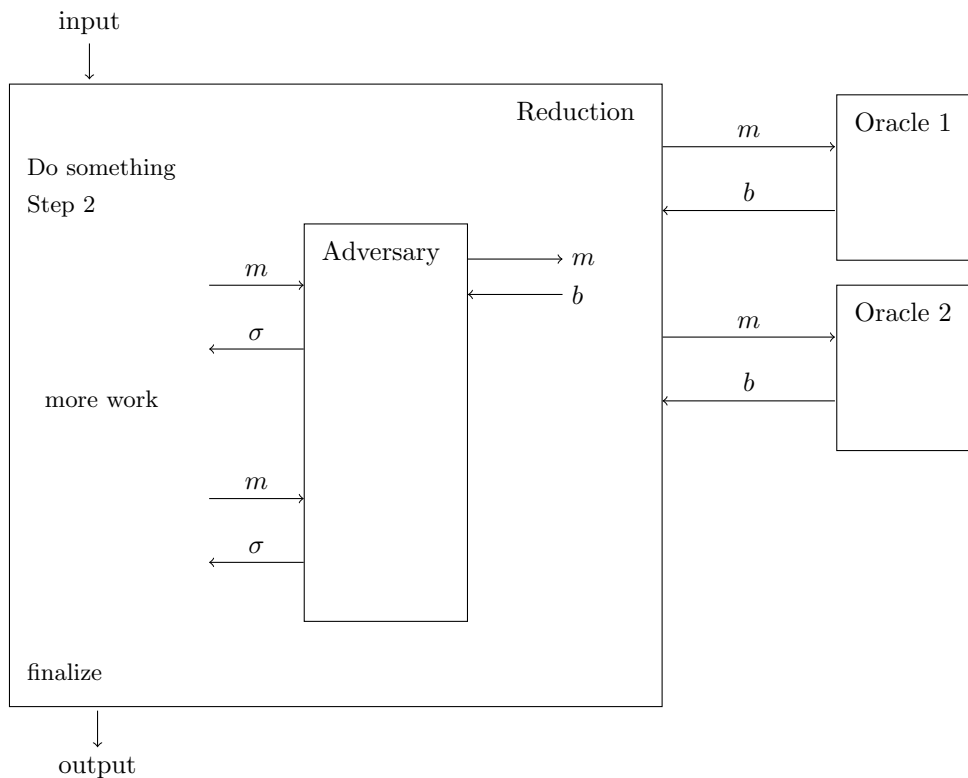 input
Reduction
Oracle 1
m
Do something
b
Step 2
Adversary
m
m
b
Oracle 2
m
σ
b
more work
m
σ
finalize
output